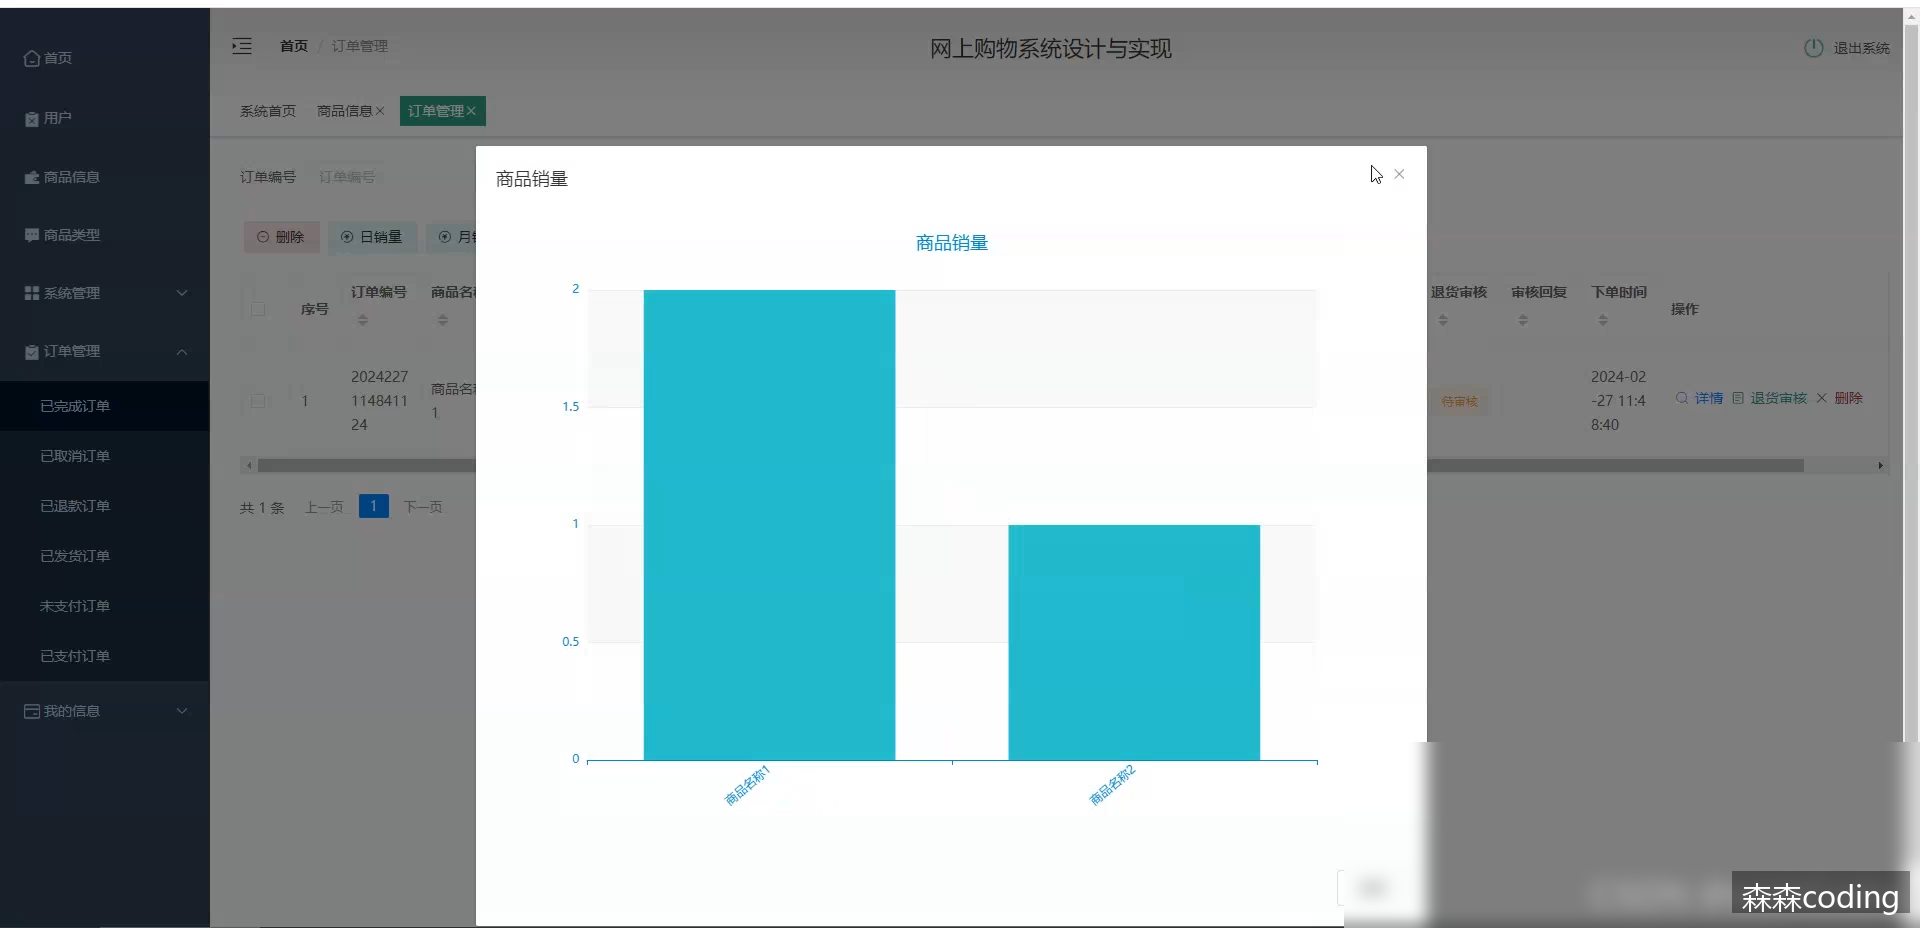 首页
用户
商品信息
商品类型
系统管理
订单管理
已完成订单
已取消订单
已退款订单
已发货订单
未支付订单
已支付订单
我的信息
首页 / 订单管理
网上购物系统设计与实现
退出系统
系统首页 商品信息 订单管理
订单编号 订单编号
删除 日销量
序号 订单编号 商品名 退货审核 审核回复 下单时间 操作
1
2024227
1148411
24
商品名
1
待审核
2024-02
-27 11:4
8:40
详情 退货审核 删除
共 1 条 上一页 1 下一页
商品销量
商品销量
2
1.5
1
0.5
0
商品名称1 商品名称2
森森coding